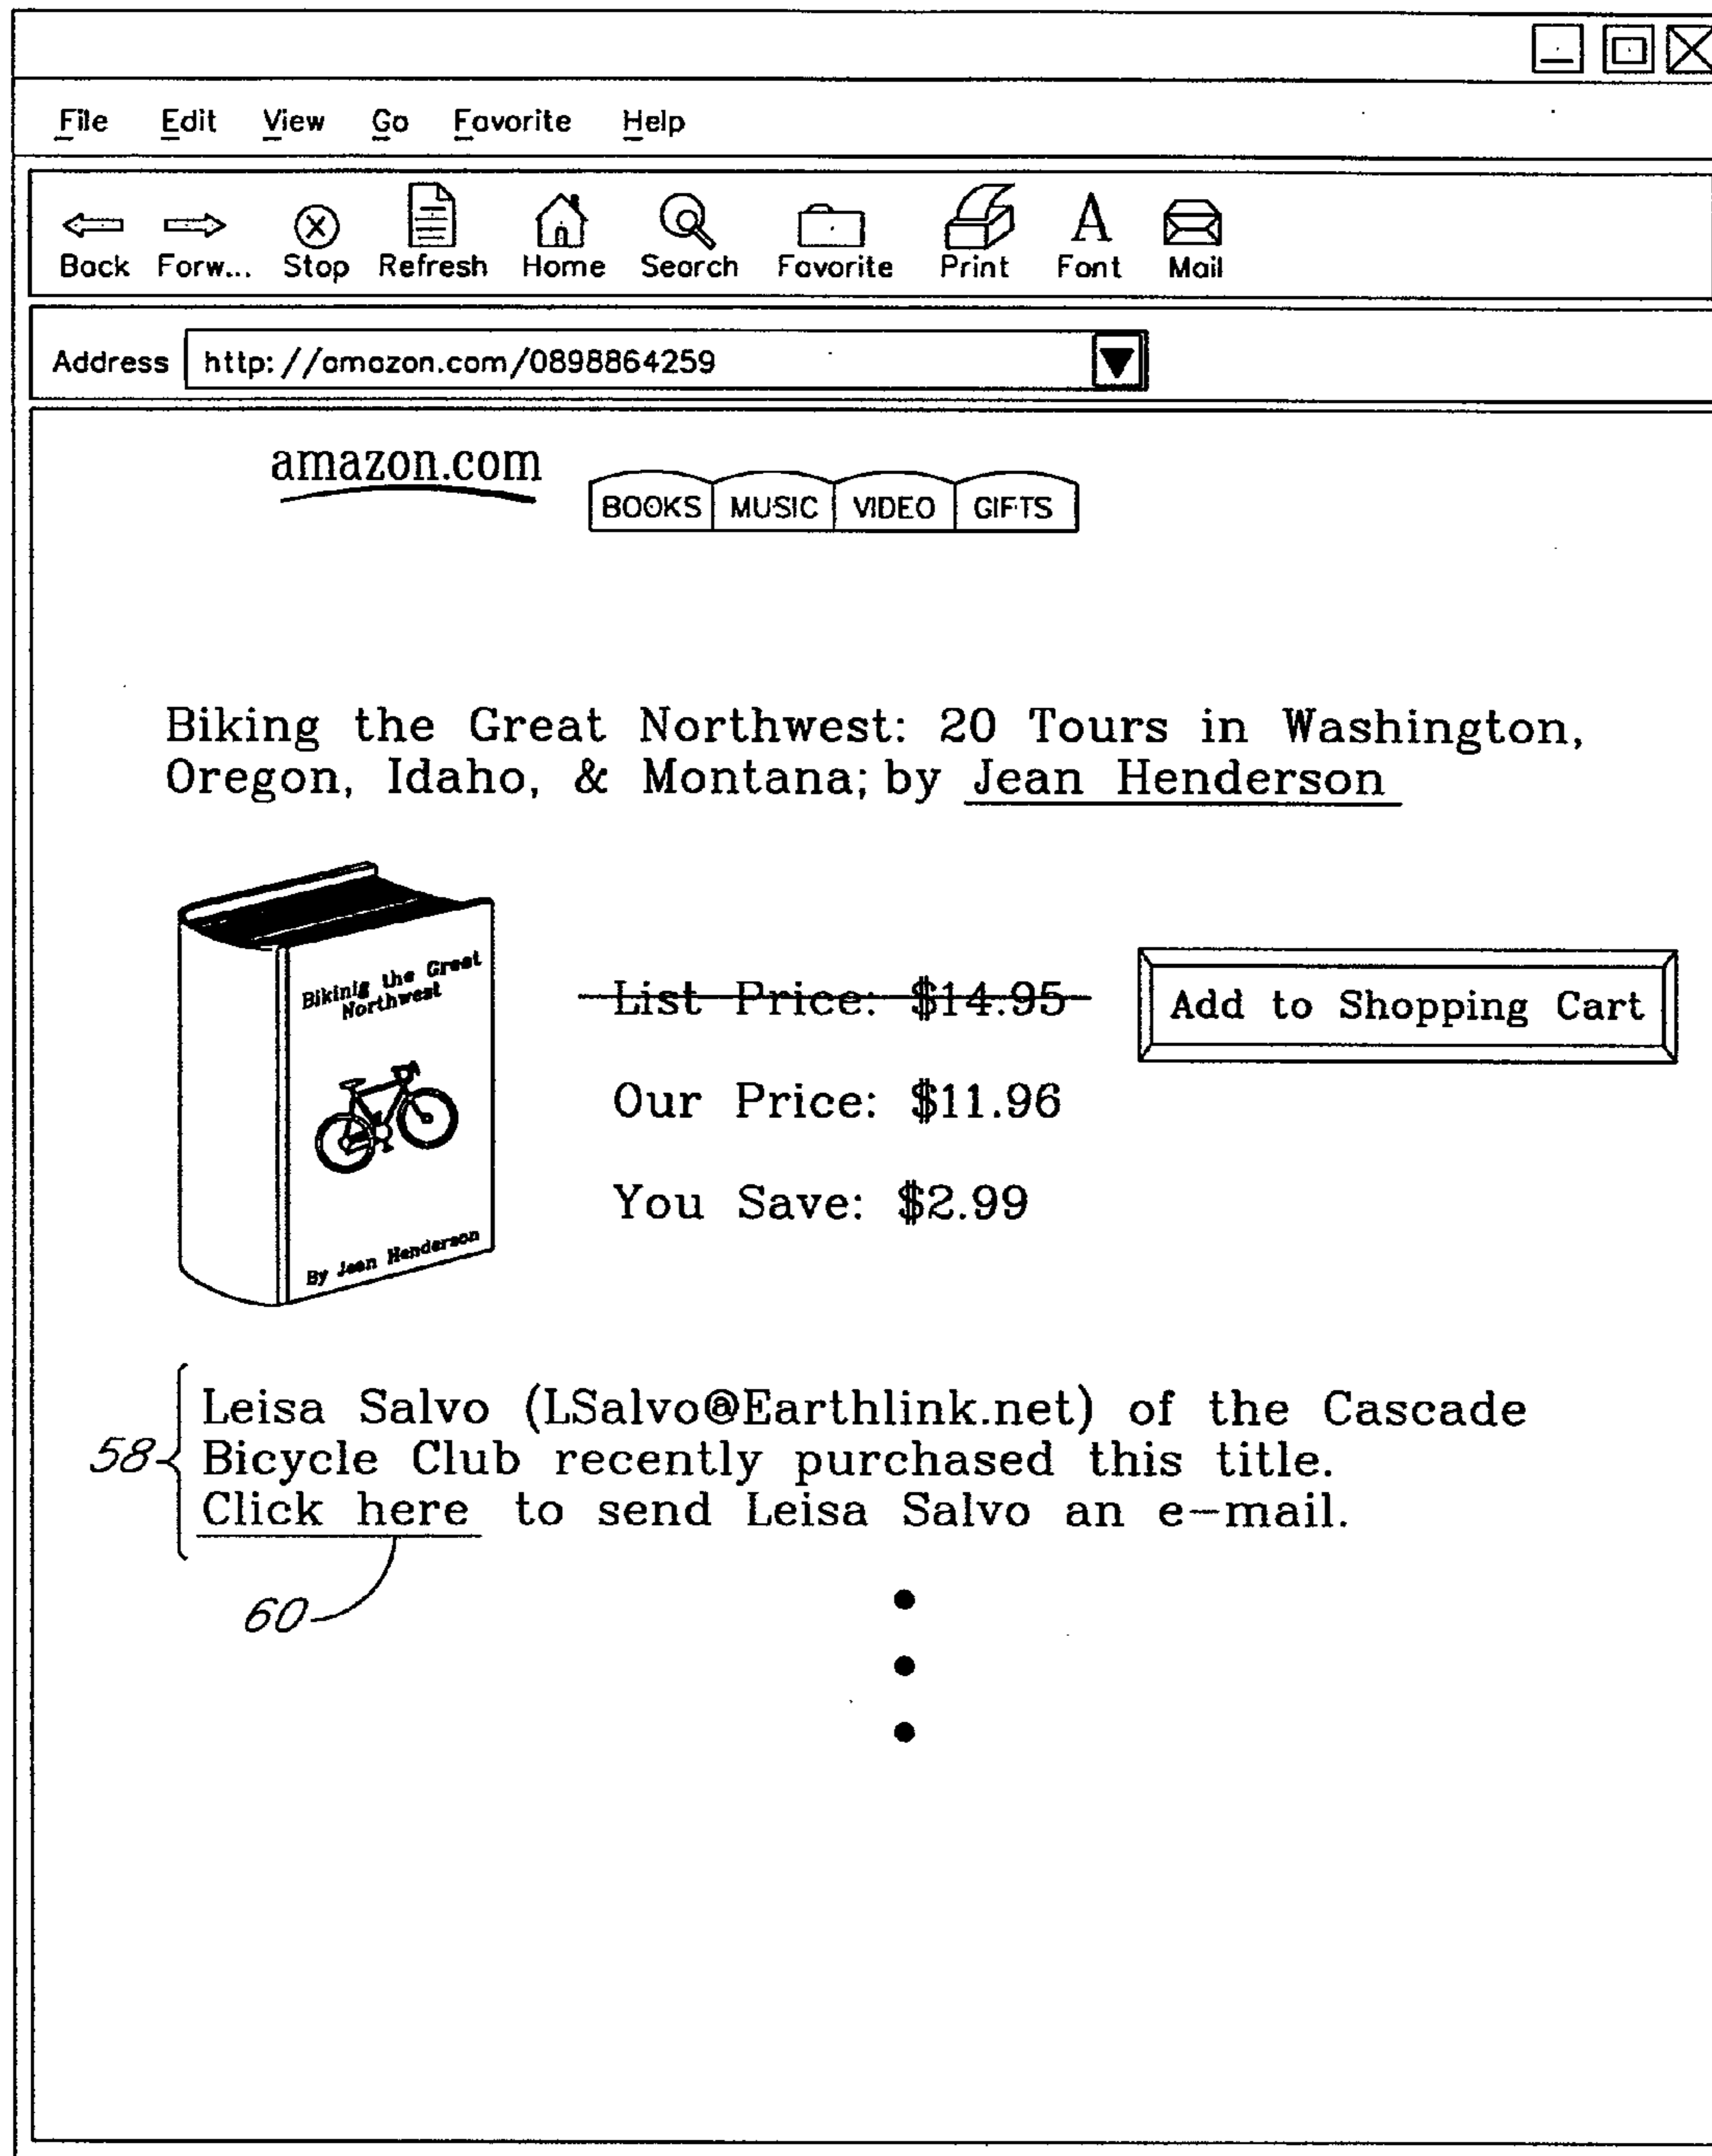 File Edit View Go Favorite Help
Back Forw... Stop Refresh Home Search Favorite Print Font Mail
Address http://amazon.com/0898864259
amazon.com
BOOKS MUSIC VIDEO GIFTS
Biking the Great Northwest: 20 Tours in Washington,
Oregon, Idaho, & Montana; by Jean Henderson
Bikinig the Great
Northwest
By Jean Henderson
List Price: $14.95
Add to Shopping Cart
Our Price: $11.96
You Save: $2.99
58
Leisa Salvo (LSalvo@Earthlink.net) of the Cascade
Bicycle Club recently purchased this title.
Click here to send Leisa Salvo an e-mail.
60